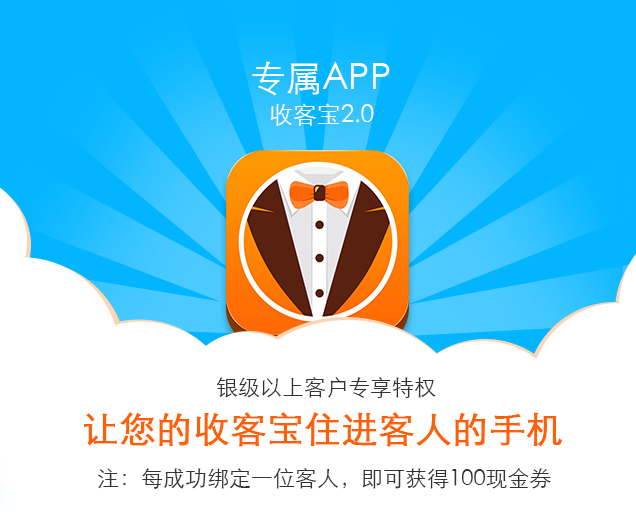 专属APP
收客宝2.0
银级以上客户专享特权
让您的收客宝住进客人的手机
注：每成功绑定一位客人，即可获得100现金券